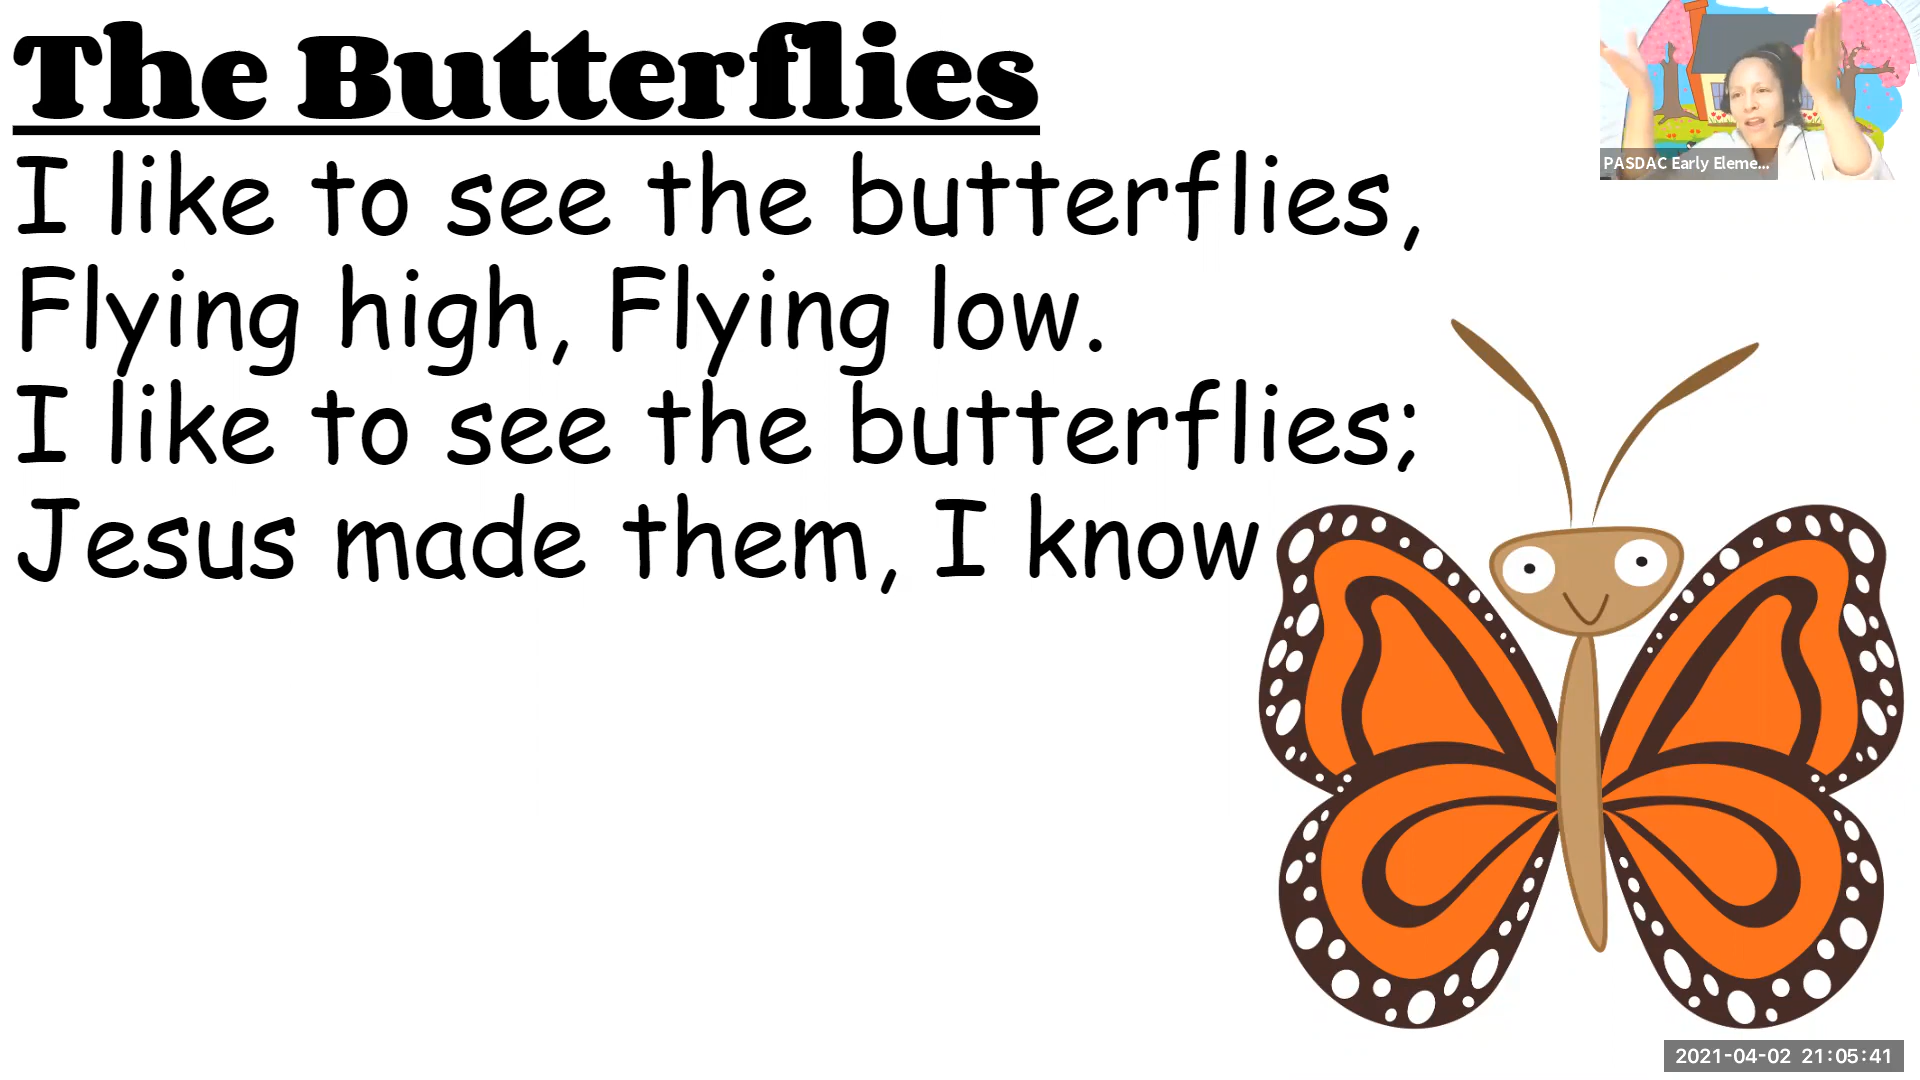 The Butterflies
I like to see the butterflies,
Flying high, Flying low.
I like to see the butterflies;
Jesus made them, I know
PASDAC Early Eleme...
2021-04-02 21:05:41